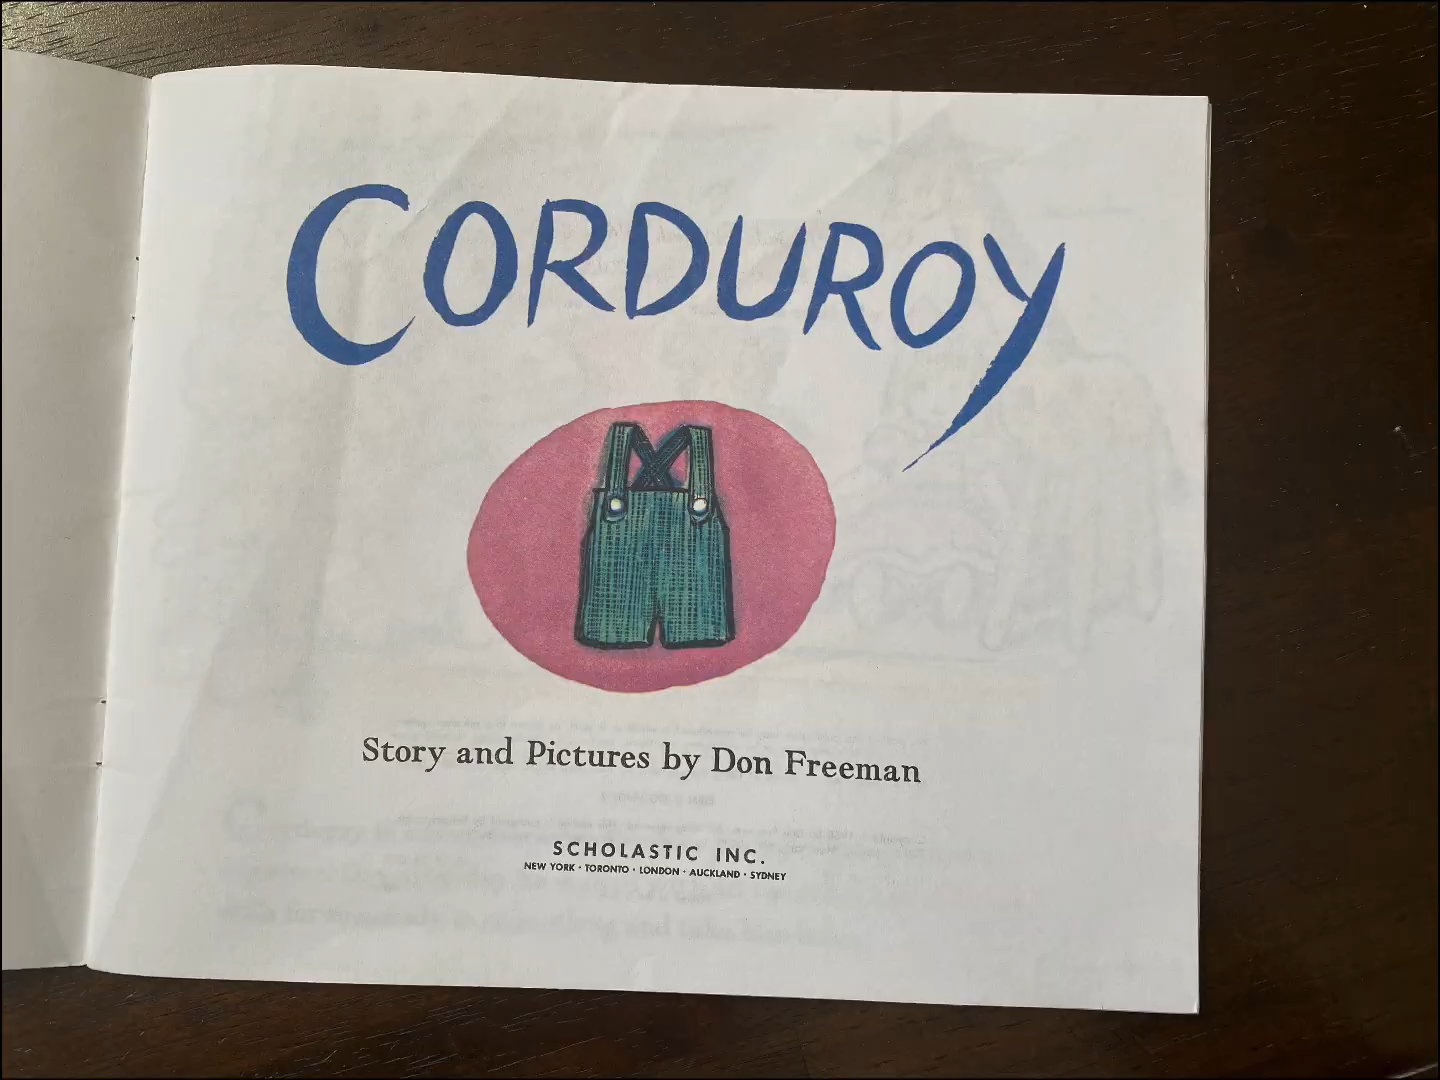 CORDUROY
Story and Pictures by Don Freeman
SCHOLASTIC INC.
NEW YORK · TORONTO · LONDON · AUCKLAND · SYDNEY